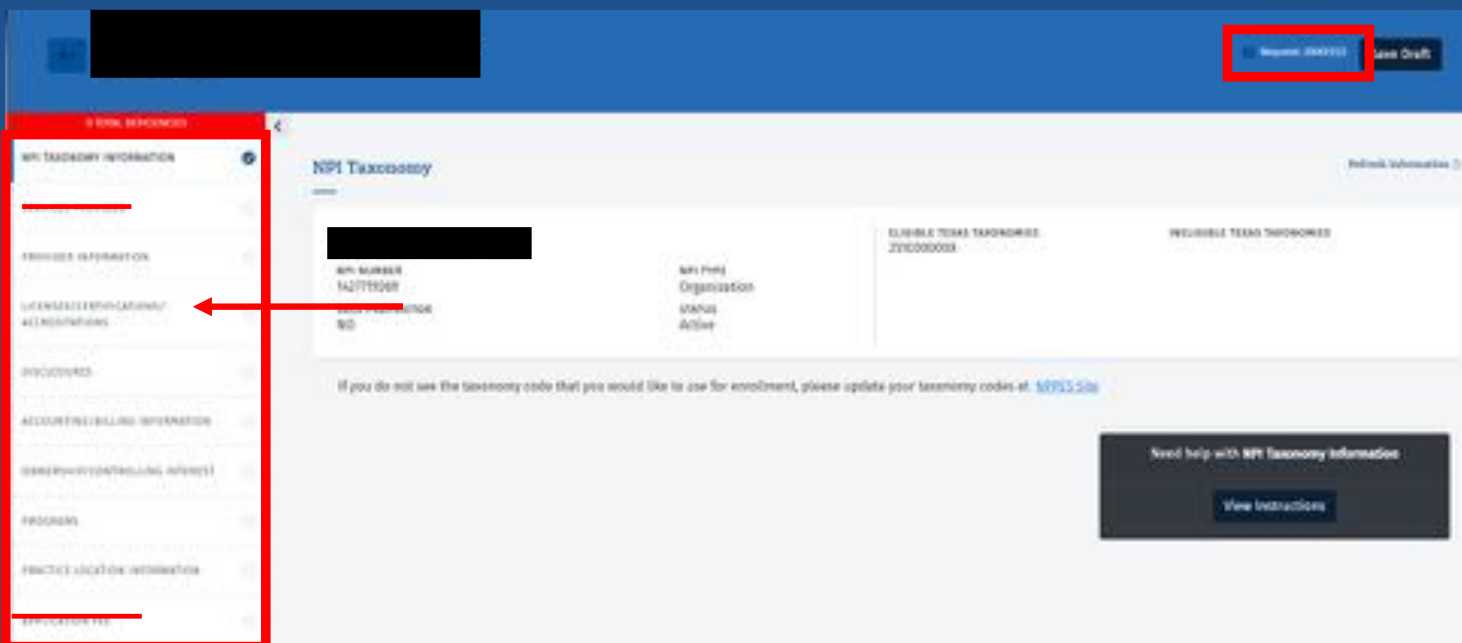 Save Draft
NPI TAXONOMY INFORMATION
PROVIDER INFORMATION
LICENSES/CERTIFICATIONS/
ACCREDITATIONS
DISCLOSURES
ACCOUNTING/BILLING INFORMATION
OWNERSHIP/CONTROLLING INTEREST
PROGRAMS
PRACTICE LOCATION INFORMATION
APPLICATION FEE
NPI Taxonomy
Refresh Information
NPI NUMBER
NO
NPI TYPE
Organization
STATUS
Active
ELIGIBLE TEXAS TAXONOMIES
INELIGIBLE TEXAS TAXONOMIES
If you do not see the taxonomy code that you would like to use for enrollment, please update your taxonomy codes at NPPES Site
Need help with NPI Taxonomy Information
View Instructions